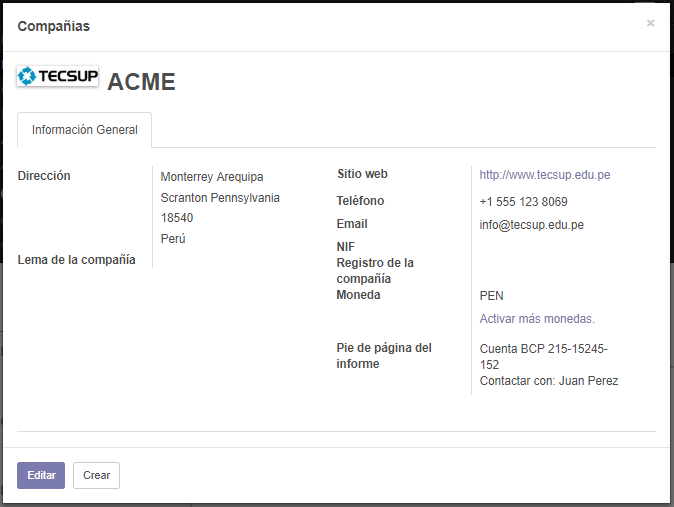 Compañias
×
TECSUP
ACME
Información General
Dirección
Monterrey Arequipa
Scranton Pennsylvania
18540
Perú
Lema de la compañía
Sitio web
http://www.tecsup.edu.pe
Teléfono
+1 555 123 8069
Email
info@tecsup.edu.pe
NIF
Registro de la
compañía
Moneda
PEN
Activar más monedas.
Pie de página del
informe
Cuenta BCP 215-15245-
152
Contactar con: Juan Perez
Editar
Crear